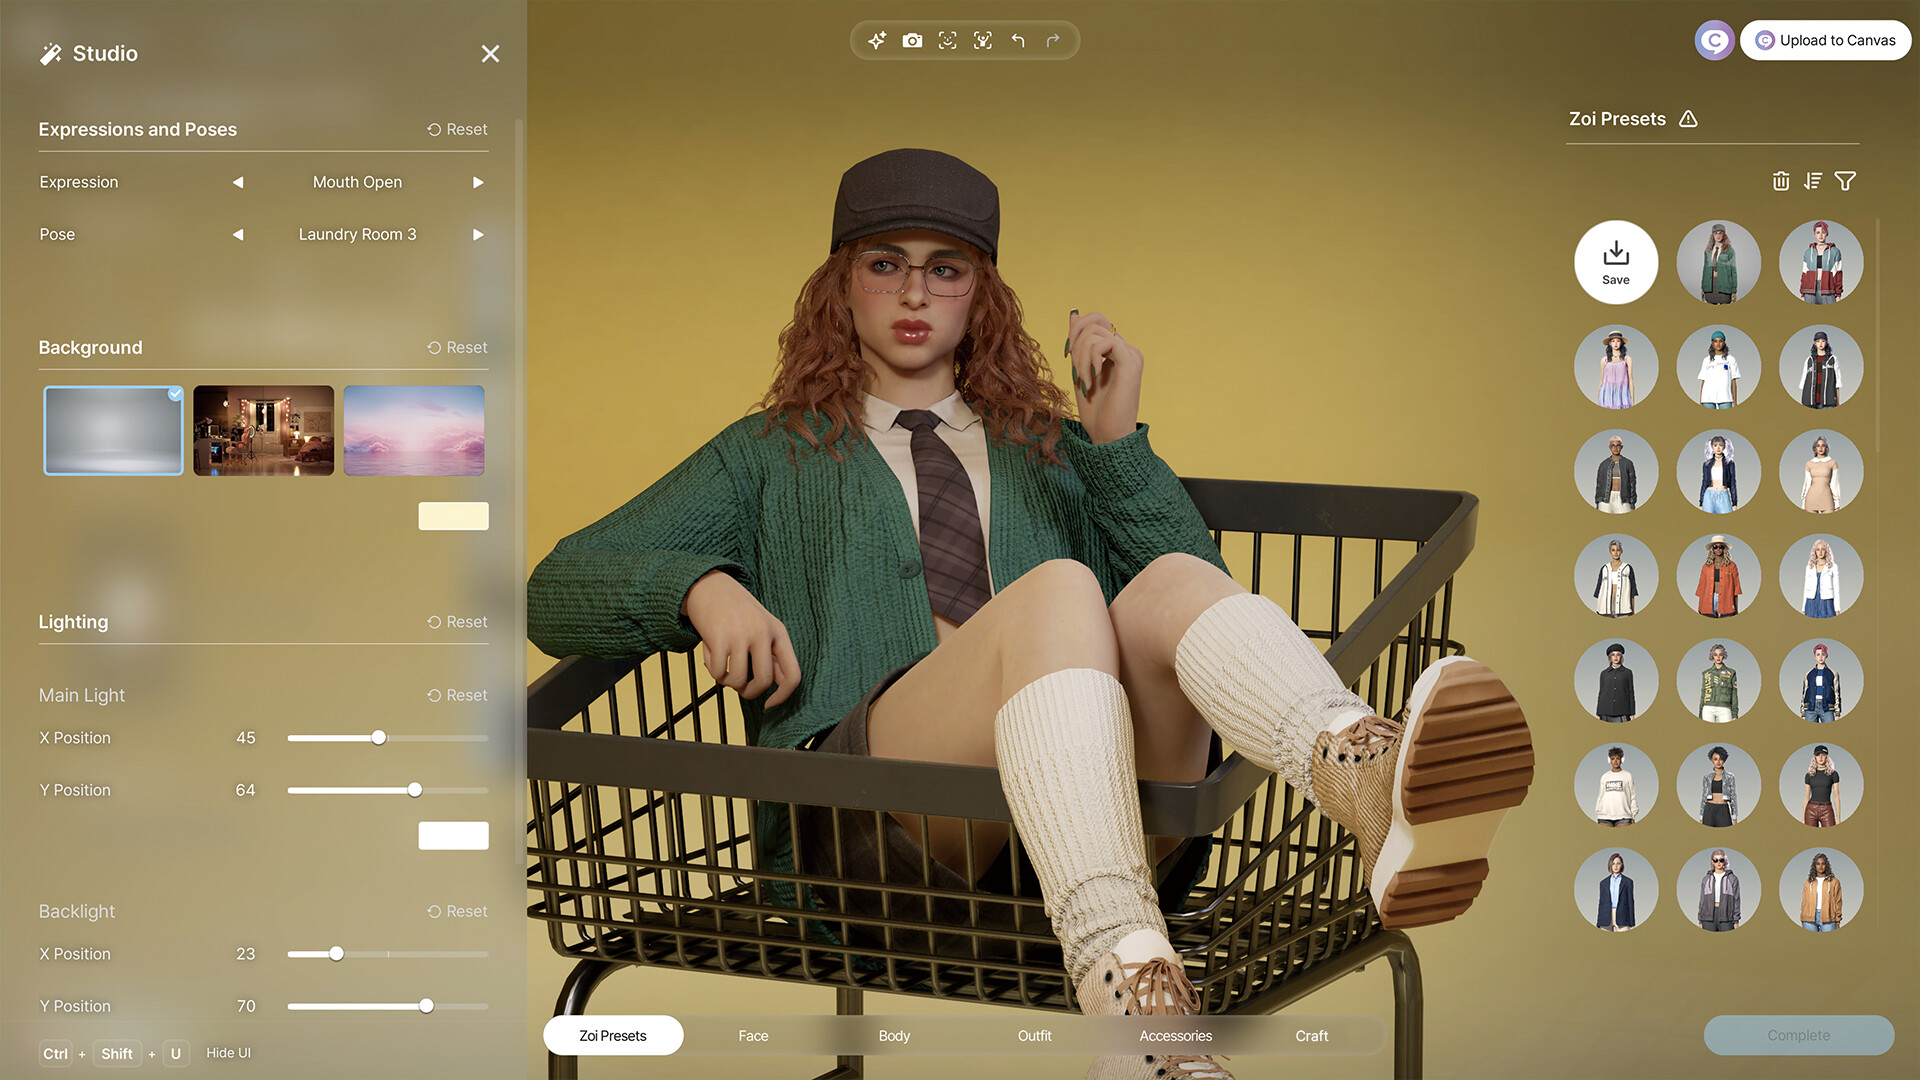 Studio
Expressions and Poses
Reset
Expression
Mouth Open
Pose
Laundry Room 3
Background
Reset
Lighting
Reset
Main Light
Reset
X Position
45
Y Position
64
Backlight
Reset
X Position
23
Y Position
70
Ctrl + Shift + U Hide UI
Zoi Presets
Face
Body
Outfit
Accessories
Craft
Upload to Canvas
Zoi Presets
Save
Complete